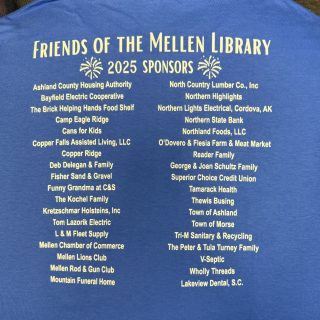 FRIENDS OF THE MELLEN LIBRARY
2025 SPONSORS
Ashland County Housing Authority
Bayfield Electric Cooperative
The Brick Helping Hands Food Shelf
Camp Eagle Ridge
Cans for Kids
Copper Falls Assisted Living, LLC
Copper Ridge
Deb Delegan & Family
Fisher Sand & Gravel
Funny Grandma at C&S
The Kochel Family
Kretzschmar Holsteins, Inc
Tom Lazorik Electric
L & M Fleet Supply
Mellen Chamber of Commerce
Mellen Lions Club
Mellen Rod & Gun Club
Mountain Funeral Home
North Country Lumber Co., Inc
Northern Highlights
Northern Lights Electrical, Cordova, AK
Northern State Bank
Northland Foods, LLC
O'Dovero & Flesia Farm & Meat Market
Reader Family
George & Joan Schultz Family
Superior Choice Credit Union
Tamarack Health
Thewis Busing
Town of Ashland
Town of Morse
Tri-M Sanitary & Recycling
The Peter & Tula Turney Family
V-Septic
Wholly Threads
Lakeview Dental, S.C.